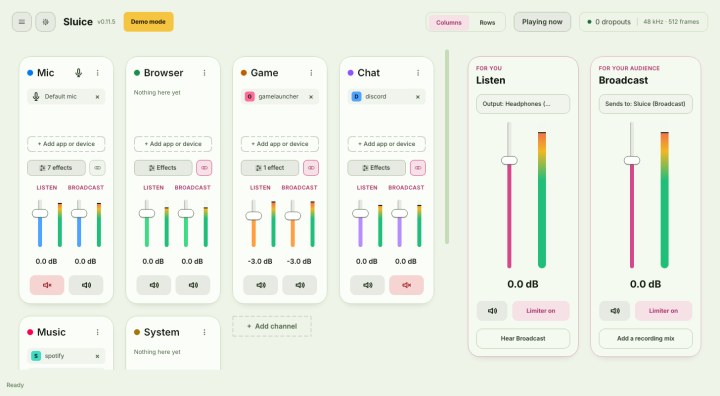 Sluice v0.11.5 Demo mode Columns Rows Playing now 0 dropouts 48 kHz · 512 frames
Mic
Default mic ×
+ Add app or device
7 effects
LISTEN BROADCAST
0.0 dB 0.0 dB
Browser
Nothing here yet
+ Add app or device
Effects
LISTEN BROADCAST
0.0 dB 0.0 dB
Game
G gamelauncher ×
+ Add app or device
1 effect
LISTEN BROADCAST
-3.0 dB -3.0 dB
Chat
D discord ×
+ Add app or device
Effects
LISTEN BROADCAST
0.0 dB 0.0 dB
Music
S spotify ×
System
Nothing here yet
+ Add channel
FOR YOU
Listen
Output: Headphones (...
0.0 dB
Limiter on
Hear Broadcast
FOR YOUR AUDIENCE
Broadcast
Sends to: Sluice (Broadcast)
0.0 dB
Limiter on
Add a recording mix
Ready